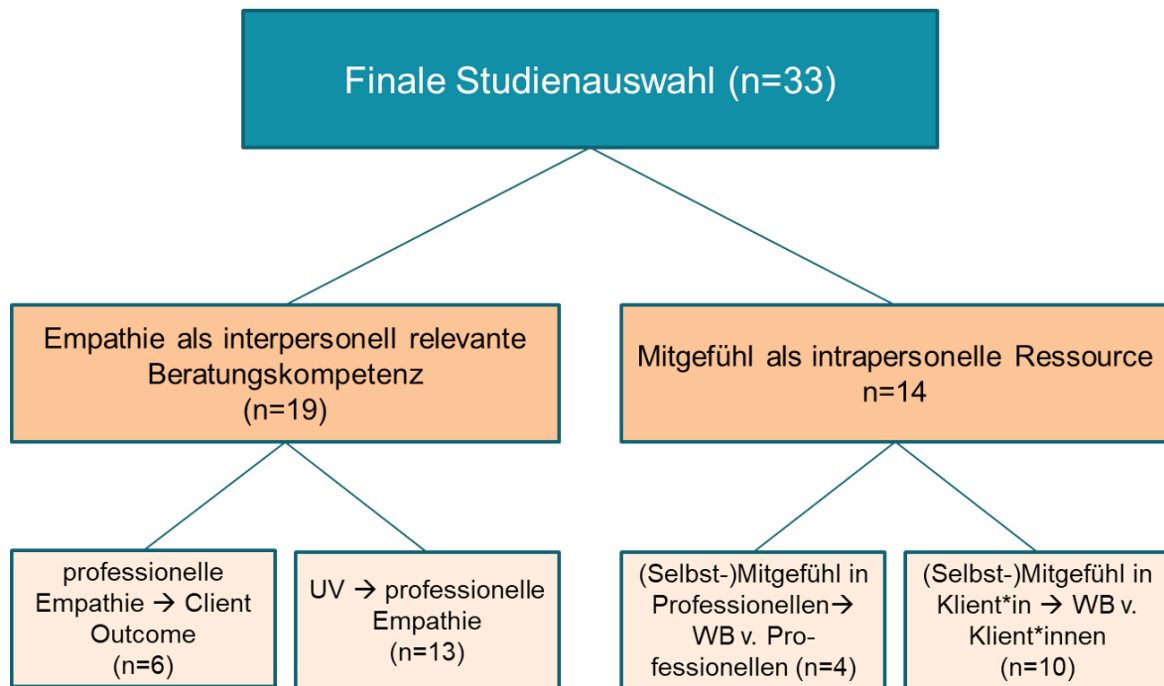 Finale Studienauswahl (n=33)
Empathie als interpersonell relevante
Beratungskompetenz
(n=19)
Mitgefühl als intrapersonelle Ressource
n=14
professionelle
Empathie → Client
Outcome
(n=6)
UV → professionelle
Empathie
(n=13)
(Selbst-)Mitgefühl in
Professionellen→
WB v. Pro-
fessionellen (n=4)
(Selbst-)Mitgefühl in
Klient*in → WB v.
Klient*innen
(n=10)